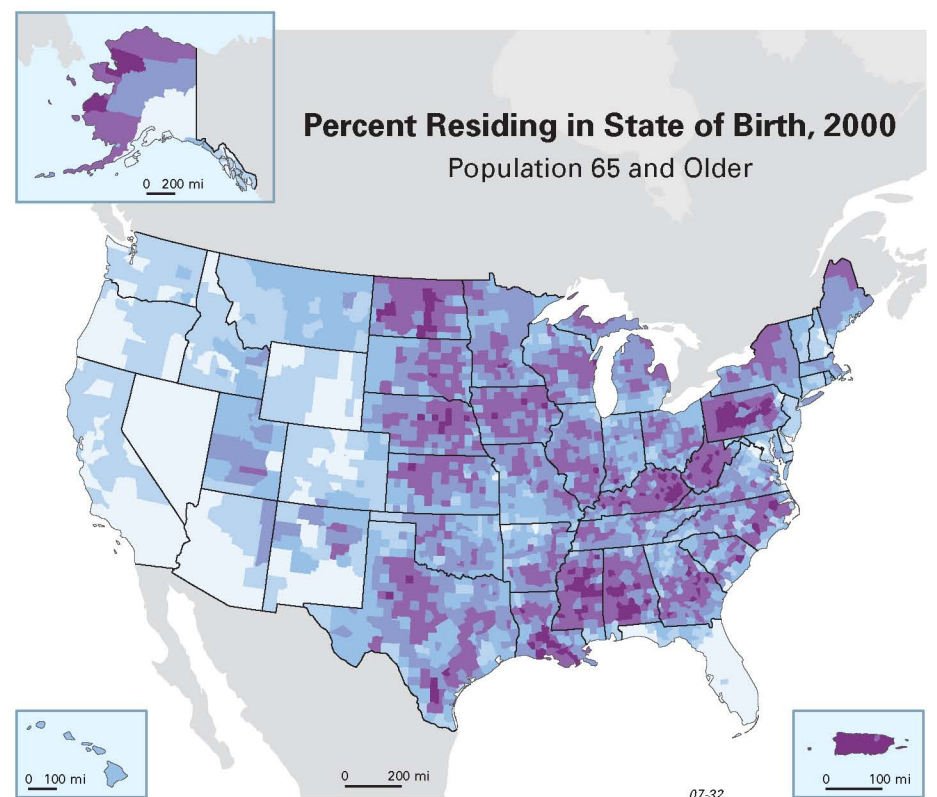 Percent Residing in State of Birth, 2000
Population 65 and Older
0 200 mi
0 100 mi
0 200 mi
0 100 mi
07-32